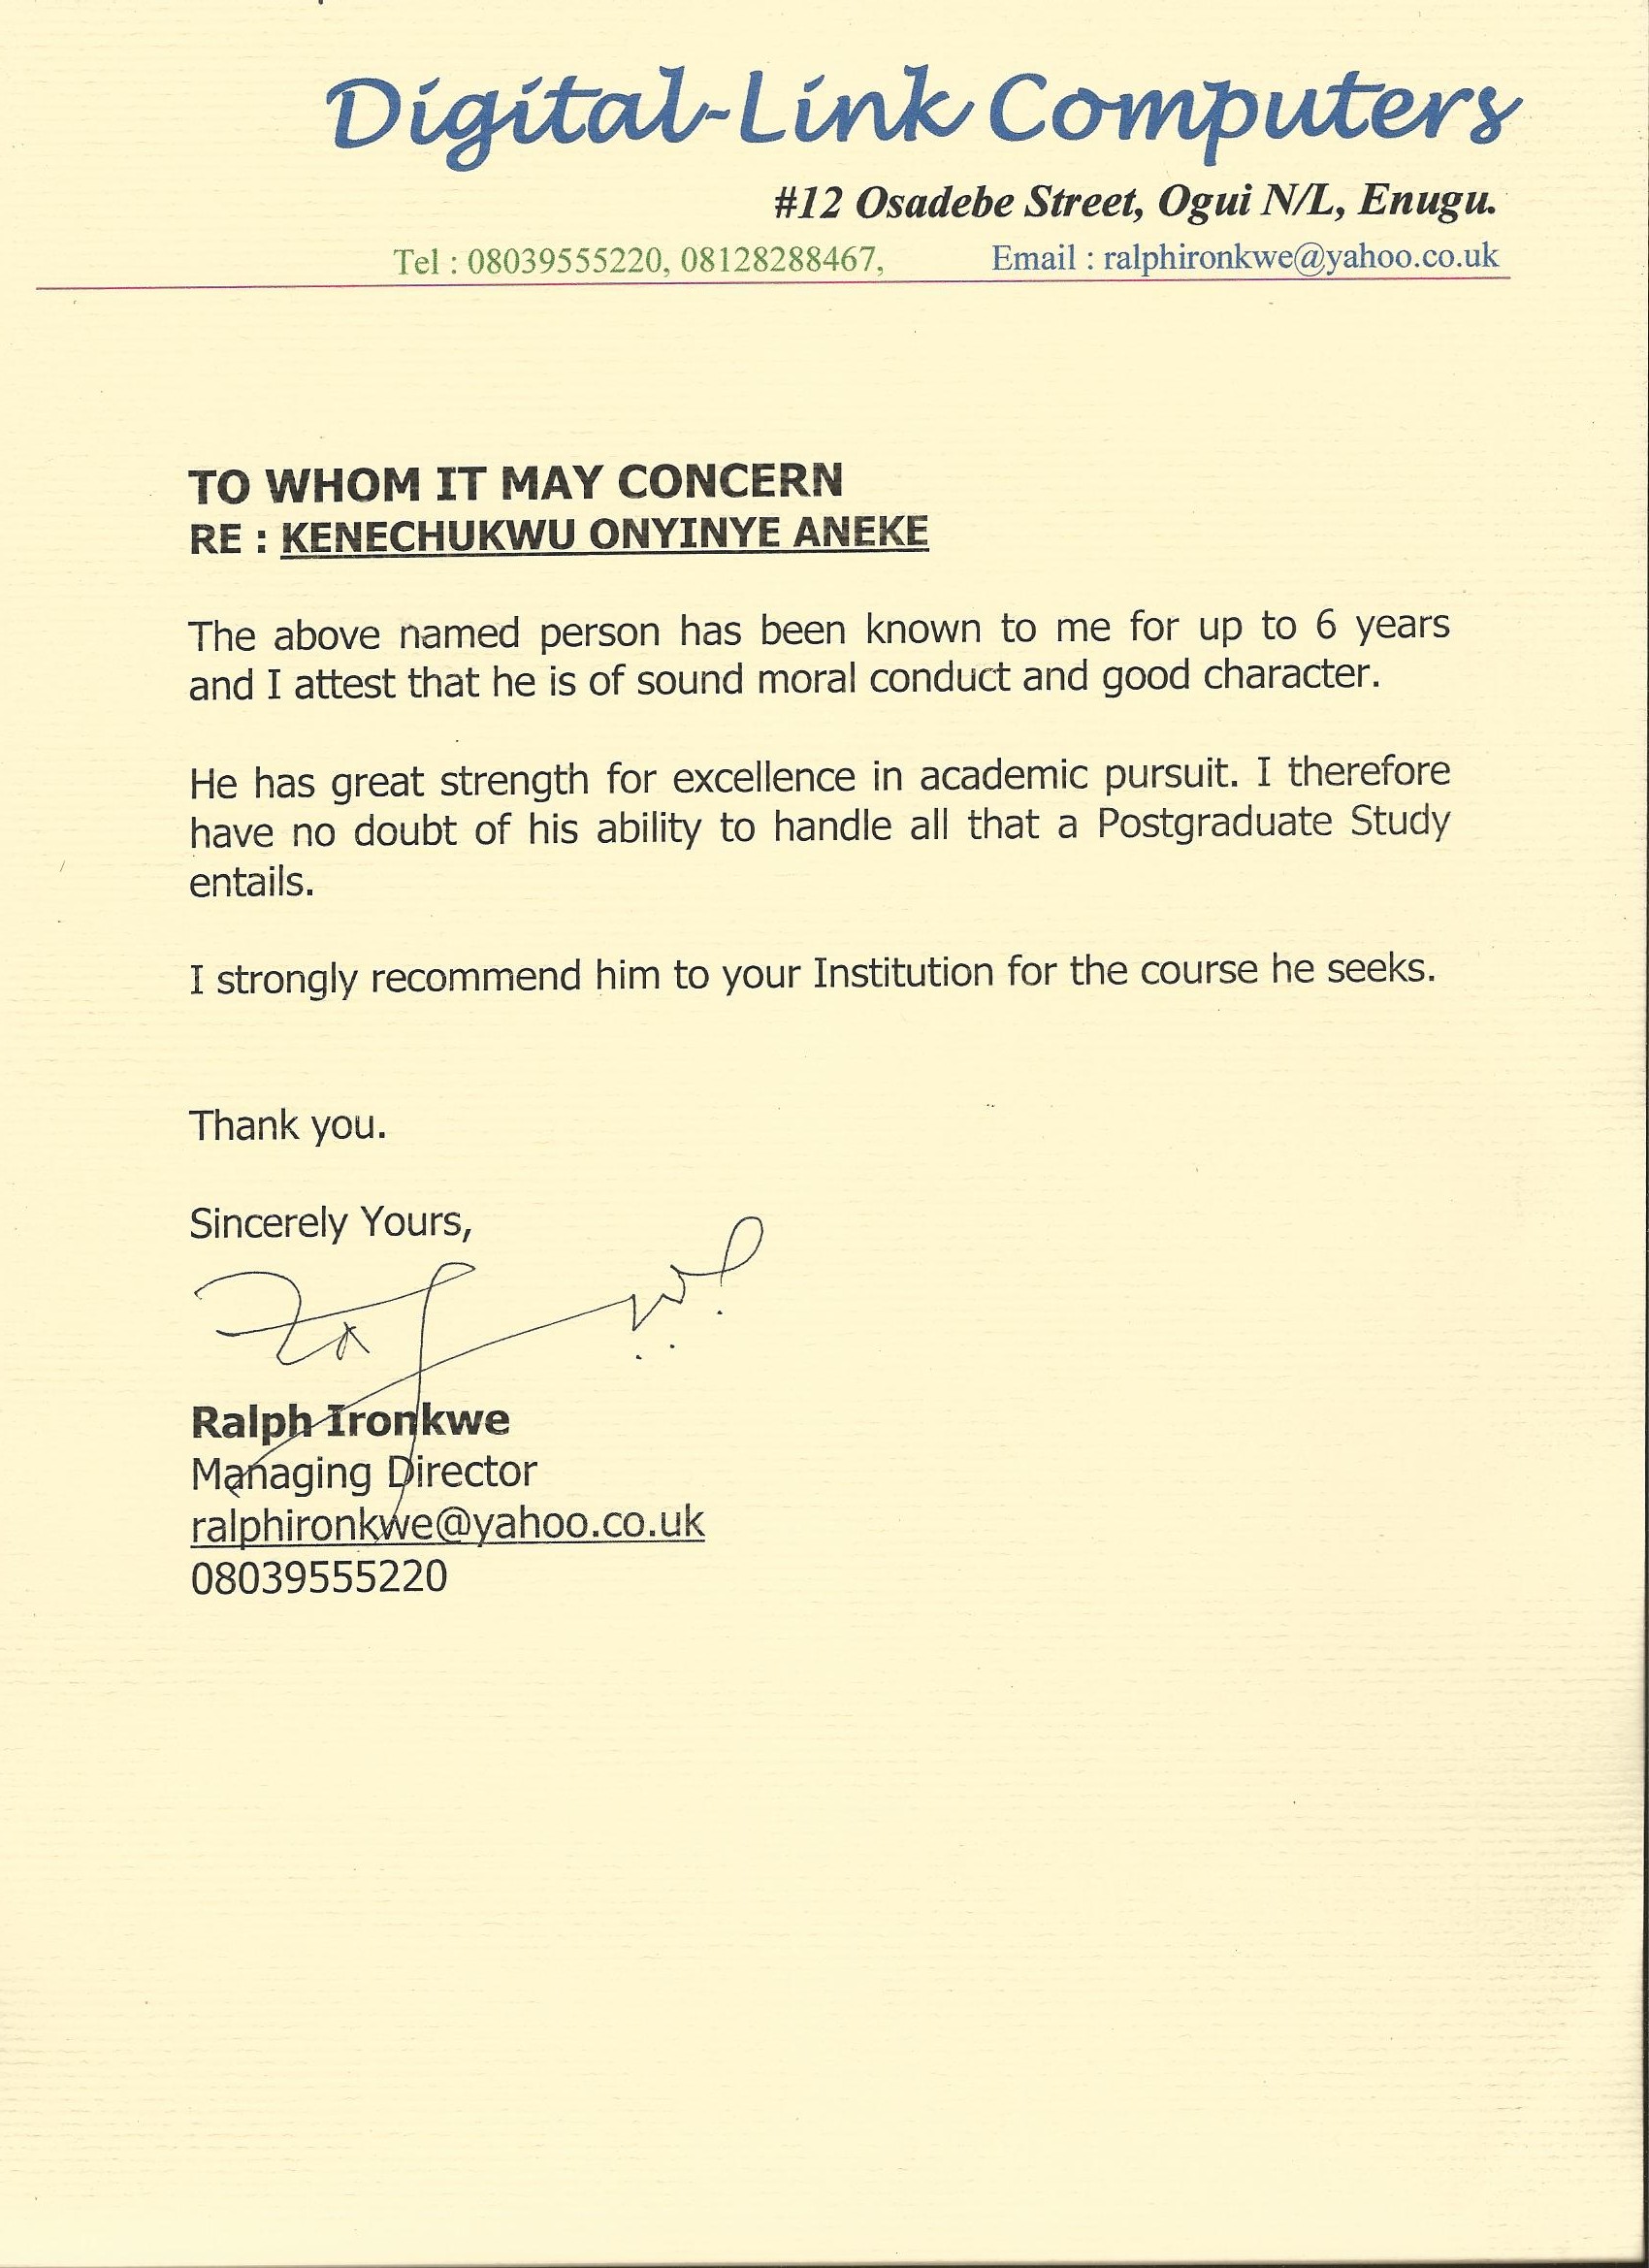 Digital-Link Computers
#12 Osadebe Street, Ogui N/L, Enugu.
Tel : 08039555220, 08128288467, Email : ralphironkwe@yahoo.co.uk
TO WHOM IT MAY CONCERN
RE : KENECHUKWU ONYINYE ANEKE
The above named person has been known to me for up to 6 years
and I attest that he is of sound moral conduct and good character.
He has great strength for excellence in academic pursuit. I therefore
have no doubt of his ability to handle all that a Postgraduate Study
entails.
I strongly recommend him to your Institution for the course he seeks.
Thank you.
Sincerely Yours,
Ralph Ironkwe
Managing Director
ralphironkwe@yahoo.co.uk
08039555220